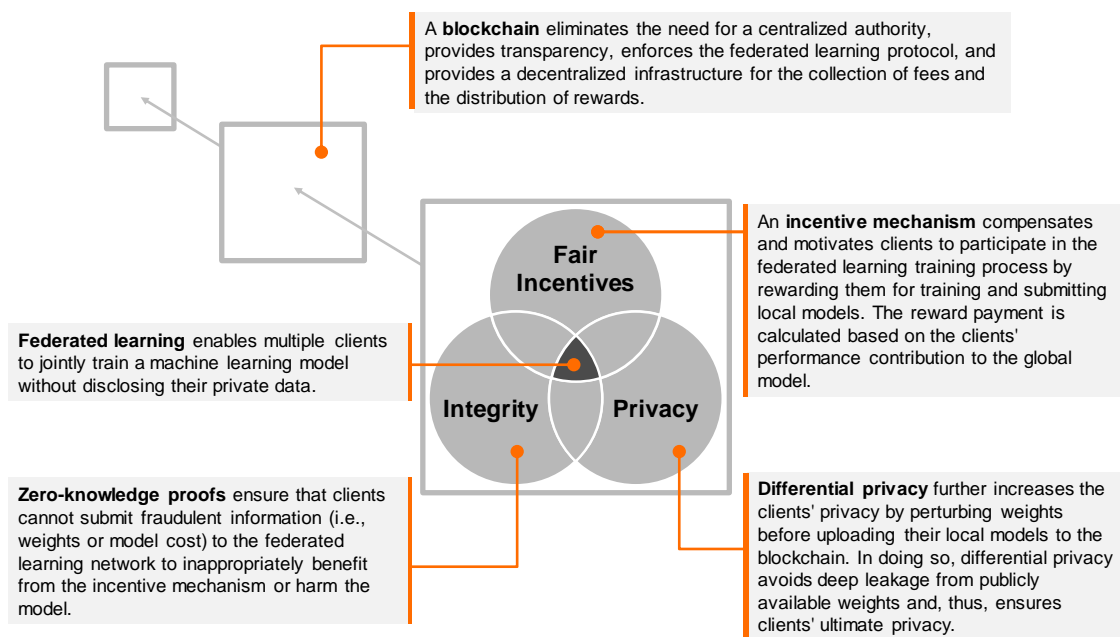 A blockchain eliminates the need for a centralized authority,
provides transparency, enforces the federated learning protocol, and
provides a decentralized infrastructure for the collection of fees and
the distribution of rewards.
An incentive mechanism compensates
and motivates clients to participate in the
federated learning training process by
rewarding them for training and submitting
local models. The reward payment is
calculated based on the clients'
performance contribution to the global
model.
Fair
Incentives
Federated learning enables multiple clients
to jointly train a machine learning model
without disclosing their private data.
Integrity
Privacy
Zero-knowledge proofs ensure that clients
cannot submit fraudulent information (i.e.,
weights or model cost) to the federated
learning network to inappropriately benefit
from the incentive mechanism or harm the
model.
Differential privacy further increases the
clients' privacy by perturbing weights
before uploading their local models to the
blockchain. In doing so, differential privacy
avoids deep leakage from publicly
available weights and, thus, ensures
clients' ultimate privacy.